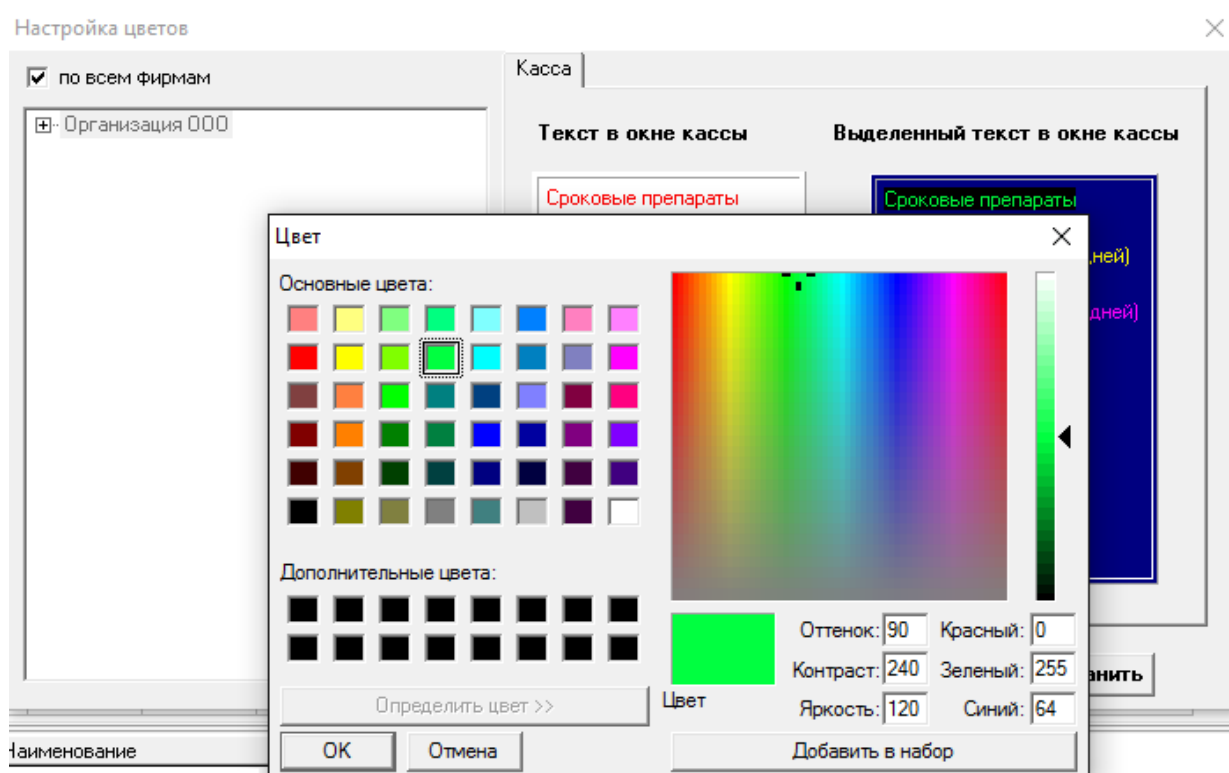 Настройка цветов
по всем фирмам
Организация ООО
Касса
Текст в окне кассы
Выделенный текст в окне кассы
Сроковые препараты
Сроковые препараты
дней)
Цвет
Основные цвета:
Дополнительные цвета:
Определить цвет >>
OK
Отмена
Цвет
Оттенок: 90
Красный: 0
Контраст: 240
Зеленый: 255
Яркость: 120
Синий: 64
Добавить в набор
Наименование